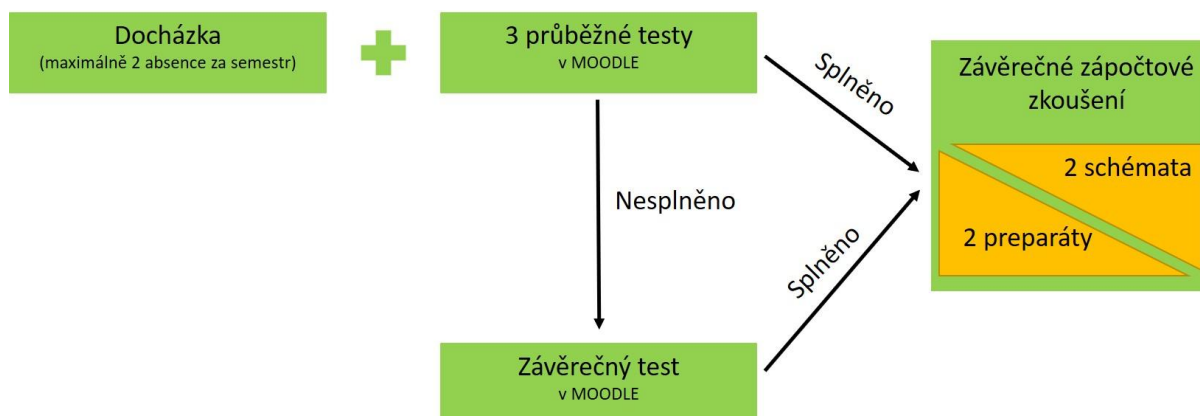 Docházka
(maximálně 2 absence za semestr)
3 průběžné testy
v MOODLE
Splněno
Závěrečné zápočtové
zkoušení
2 schémata
2 preparáty
Nesplněno
Splněno
Závěrečný test
v MOODLE